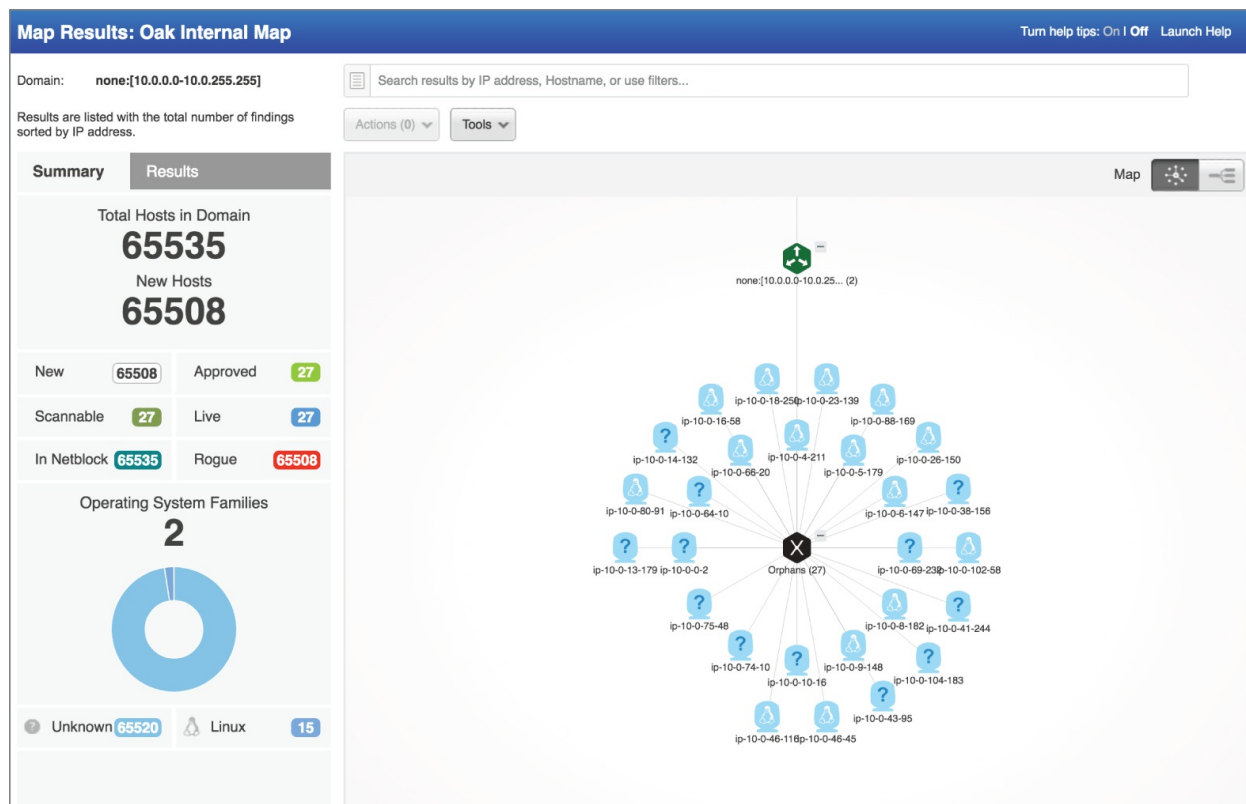 Map Results: Oak Internal Map
Turn help tips: On I Off Launch Help
Domain: none:[10.0.0.0-10.0.255.255]
Search results by IP address, Hostname, or use filters...
Results are listed with the total number of findings
sorted by IP address.
Actions (0)
Tools
Summary
Results
Map
Total Hosts in Domain
65535
New Hosts
65508
New 65508
Approved 27
Scannable 27
Live 27
In Netblock 65535
Rogue 65508
Operating System Families
2
? Unknown 65520
Linux 15
none:[10.0.0.0-10.0.25... (2)
ip-10-0-18-250
ip-10-0-23-139
ip-10-0-16-58
ip-10-0-88-169
ip-10-0-14-132
ip-10-0-66-20
ip-10-0-4-211
ip-10-0-5-179
ip-10-0-26-150
ip-10-0-80-91
ip-10-0-64-10
ip-10-0-6-147
ip-10-0-38-156
ip-10-0-13-179
ip-10-0-0-2
X
Orphans (27)
ip-10-0-69-232
ip-10-0-102-58
ip-10-0-75-48
ip-10-0-8-182
ip-10-0-41-244
ip-10-0-74-10
ip-10-0-10-16
ip-10-0-9-148
ip-10-0-104-183
ip-10-0-43-95
ip-10-0-46-45